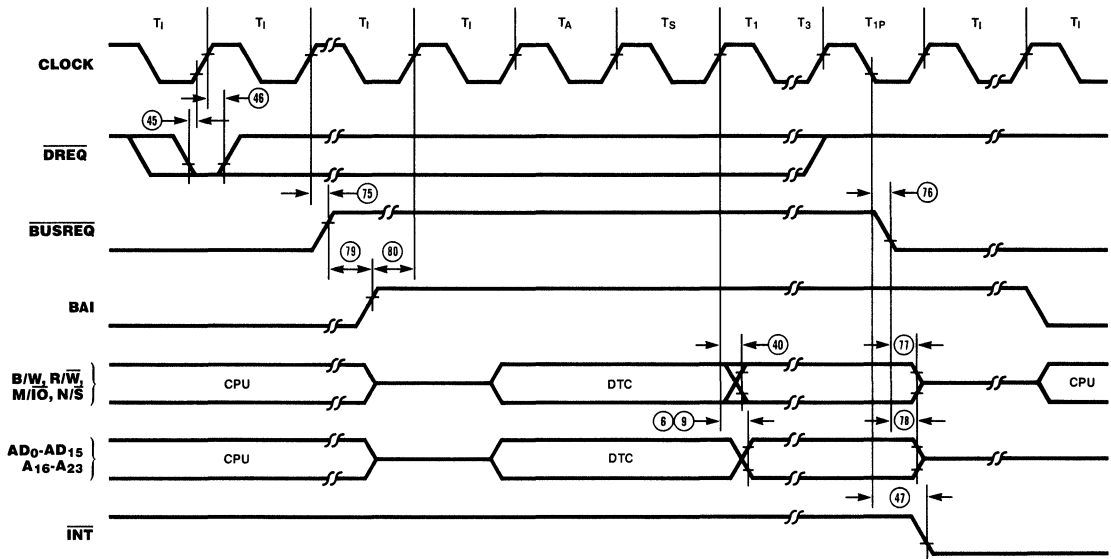 T_I T_I T_I T_I T_A T_S T_1 T_3 T_1P T_I T_I
CLOCK
46
45
DREQ
75
76
BUSREQ
79 80
BAI
40 77
B/W, R/W,
M/IO, N/S
CPU DTC CPU
6 9 78
AD0-AD15
A16-A23
CPU DTC
47
INT